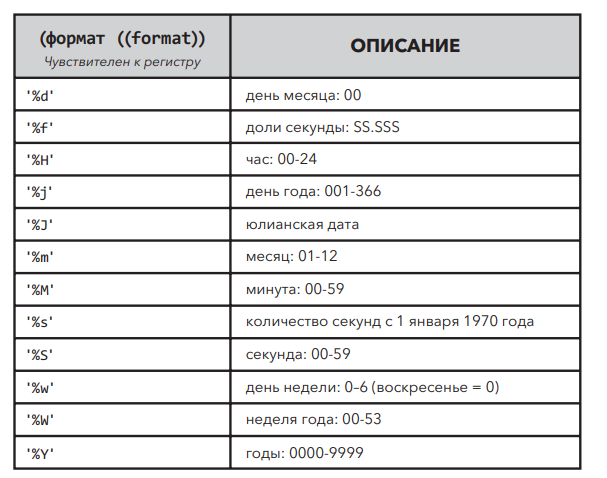 (формат ((format))
Чувствителен к регистру
ОПИСАНИЕ
'%d' день месяца: 00
'%f' доли секунды: SS.SSS
'%H' час: 00-24
'%j' день года: 001-366
'%J' юлианская дата
'%m' месяц: 01-12
'%M' минута: 00-59
'%s' количество секунд с 1 января 1970 года
'%S' секунда: 00-59
'%w' день недели: 0–6 (воскресенье = 0)
'%W' неделя года: 00-53
'%Y' годы: 0000-9999